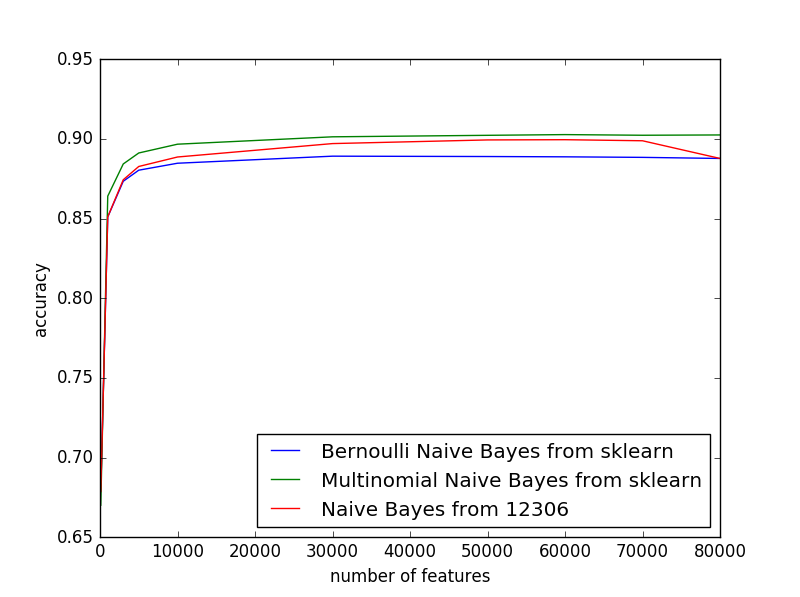 0.95
0.90
0.85
0.80
0.75
0.70
0.65
accuracy
Bernoulli Naive Bayes from sklearn
Multinomial Naive Bayes from sklearn
Naive Bayes from 12306
0 10000 20000 30000 40000 50000 60000 70000 80000
number of features